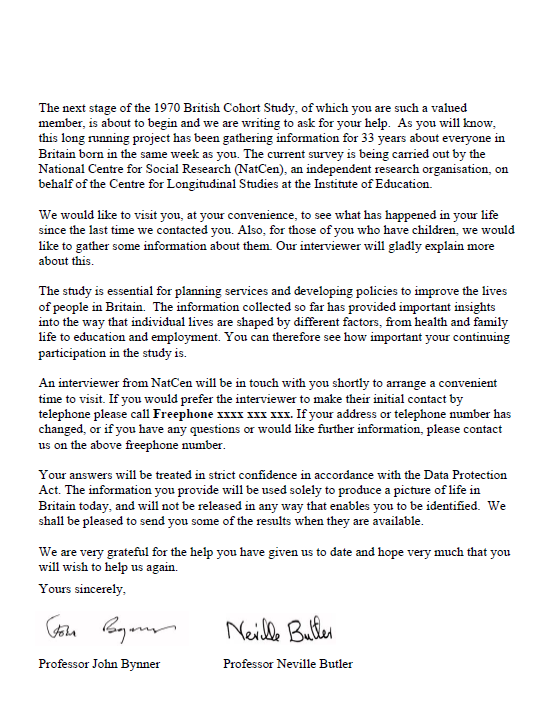 The next stage of the 1970 British Cohort Study, of which you are such a valued
member, is about to begin and we are writing to ask for your help.  As you will know,
this long running project has been gathering information for 33 years about everyone in
Britain born in the same week as you. The current survey is being carried out by the
National Centre for Social Research (NatCen), an independent research organisation, on
behalf of the Centre for Longitudinal Studies at the Institute of Education.
We would like to visit you, at your convenience, to see what has happened in your life
since the last time we contacted you. Also, for those of you who have children, we would
like to gather some information about them. Our interviewer will gladly explain more
about this.
The study is essential for planning services and developing policies to improve the lives
of people in Britain.  The information collected so far has provided important insights
into the way that individual lives are shaped by different factors, from health and family
life to education and employment. You can therefore see how important your continuing
participation in the study is.
An interviewer from NatCen will be in touch with you shortly to arrange a convenient
time to visit. If you would prefer the interviewer to make their initial contact by
telephone please call Freephone xxxx xxx xxx. If your address or telephone number has
changed, or if you have any questions or would like further information, please contact
us on the above freephone number.
Your answers will be treated in strict confidence in accordance with the Data Protection
Act. The information you provide will be used solely to produce a picture of life in
Britain today, and will not be released in any way that enables you to be identified.  We
shall be pleased to send you some of the results when they are available.
We are very grateful for the help you have given us to date and hope very much that you
will wish to help us again.
Yours sincerely,
John Bynner Neville Butler
Professor John Bynner Professor Neville Butler